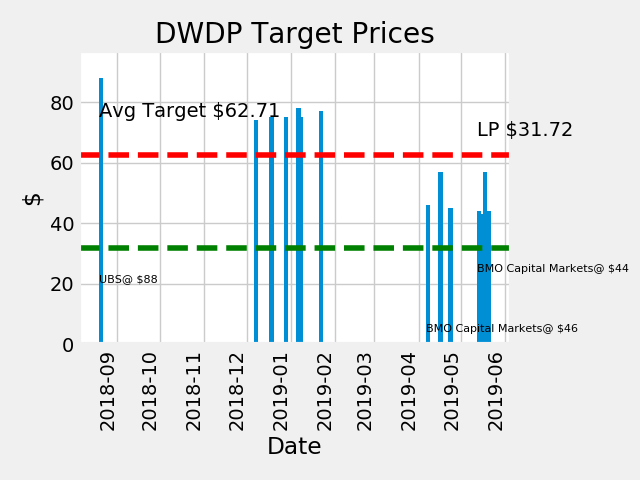 DWDP Target Prices
Avg Target $62.71
LP $31.72
UBS@ $88
BMO Capital Markets@ $44
BMO Capital Markets@ $46
$
80
60
40
20
0
2018-09
2018-10
2018-11
2018-12
2019-01
2019-02
2019-03
2019-04
2019-05
2019-06
Date